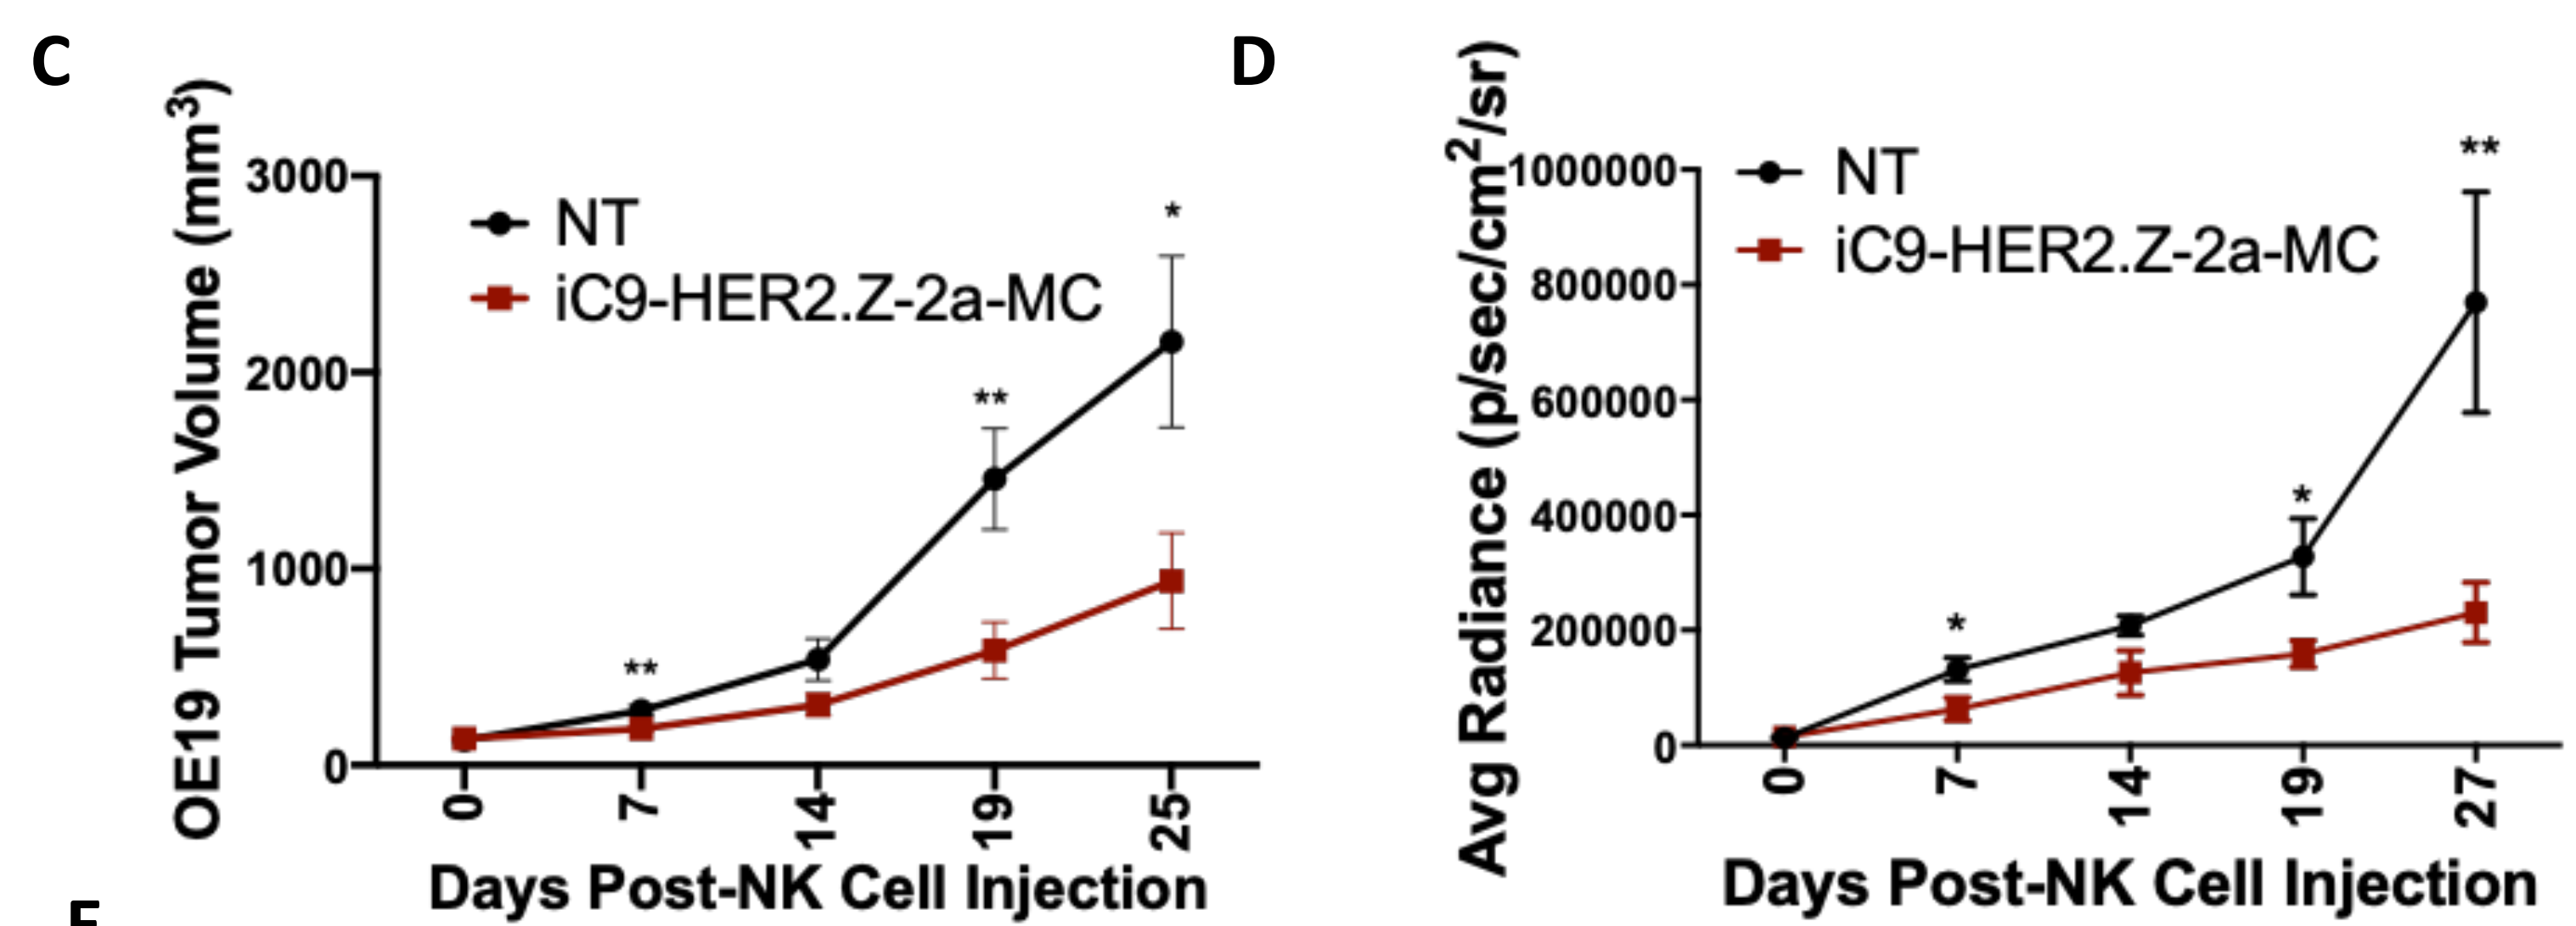 C
OE19 Tumor Volume (mm³)
3000
2000
1000
0
NT
iC9-HER2.Z-2a-MC
**
**
*
0 7 14 19 25
Days Post-NK Cell Injection
D
Avg Radiance (p/sec/cm²/sr)
1000000
800000
600000
400000
200000
0
NT
iC9-HER2.Z-2a-MC
*
*
**
0 7 14 19 27
Days Post-NK Cell Injection